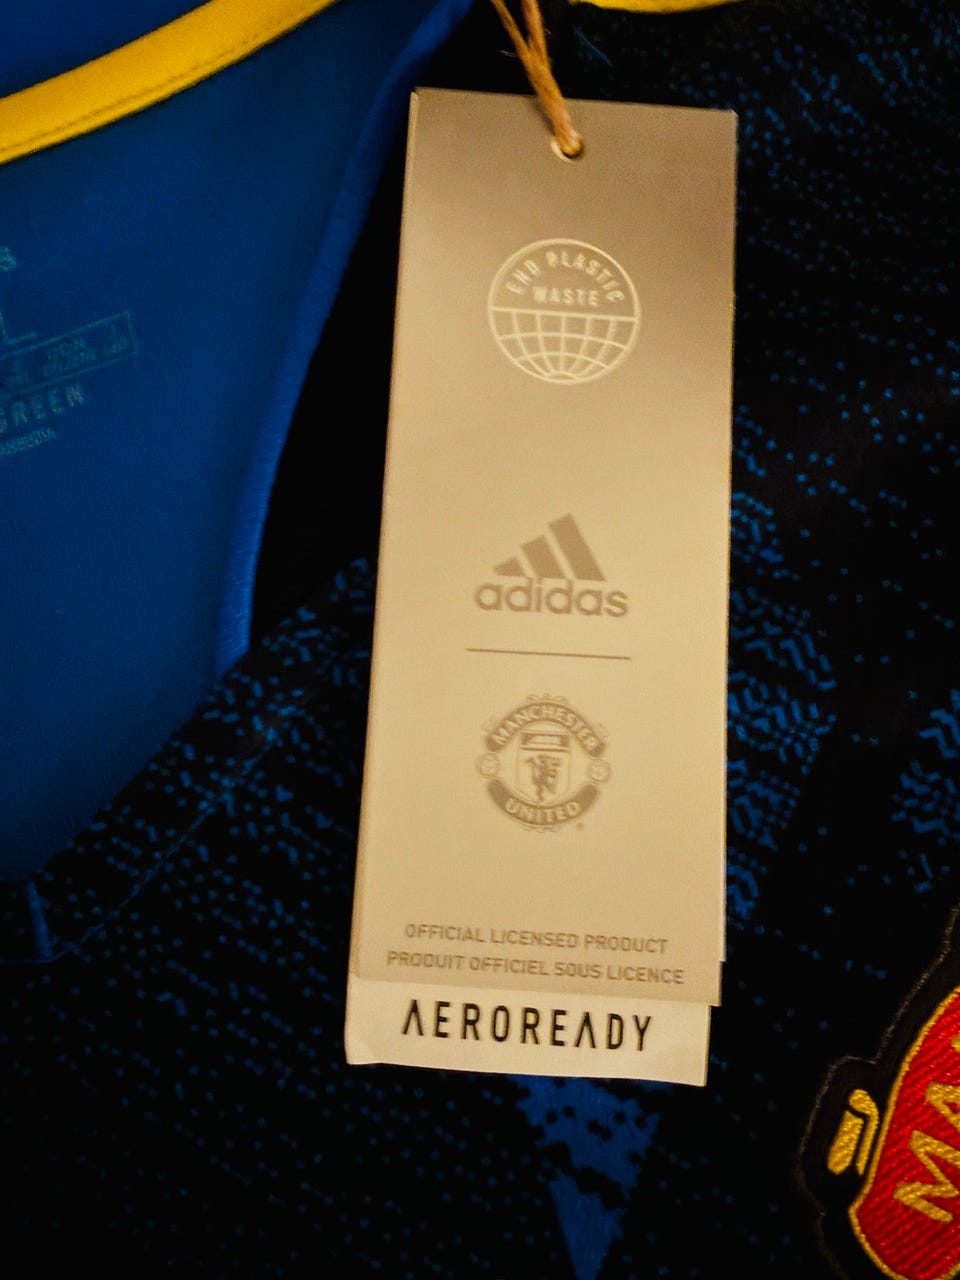 END PLASTIC
WASTE
adidas
MANCHESTER
UNITED
OFFICIAL LICENSED PRODUCT
PRODUIT OFFICIEL SOUS LICENCE
AEROREADY